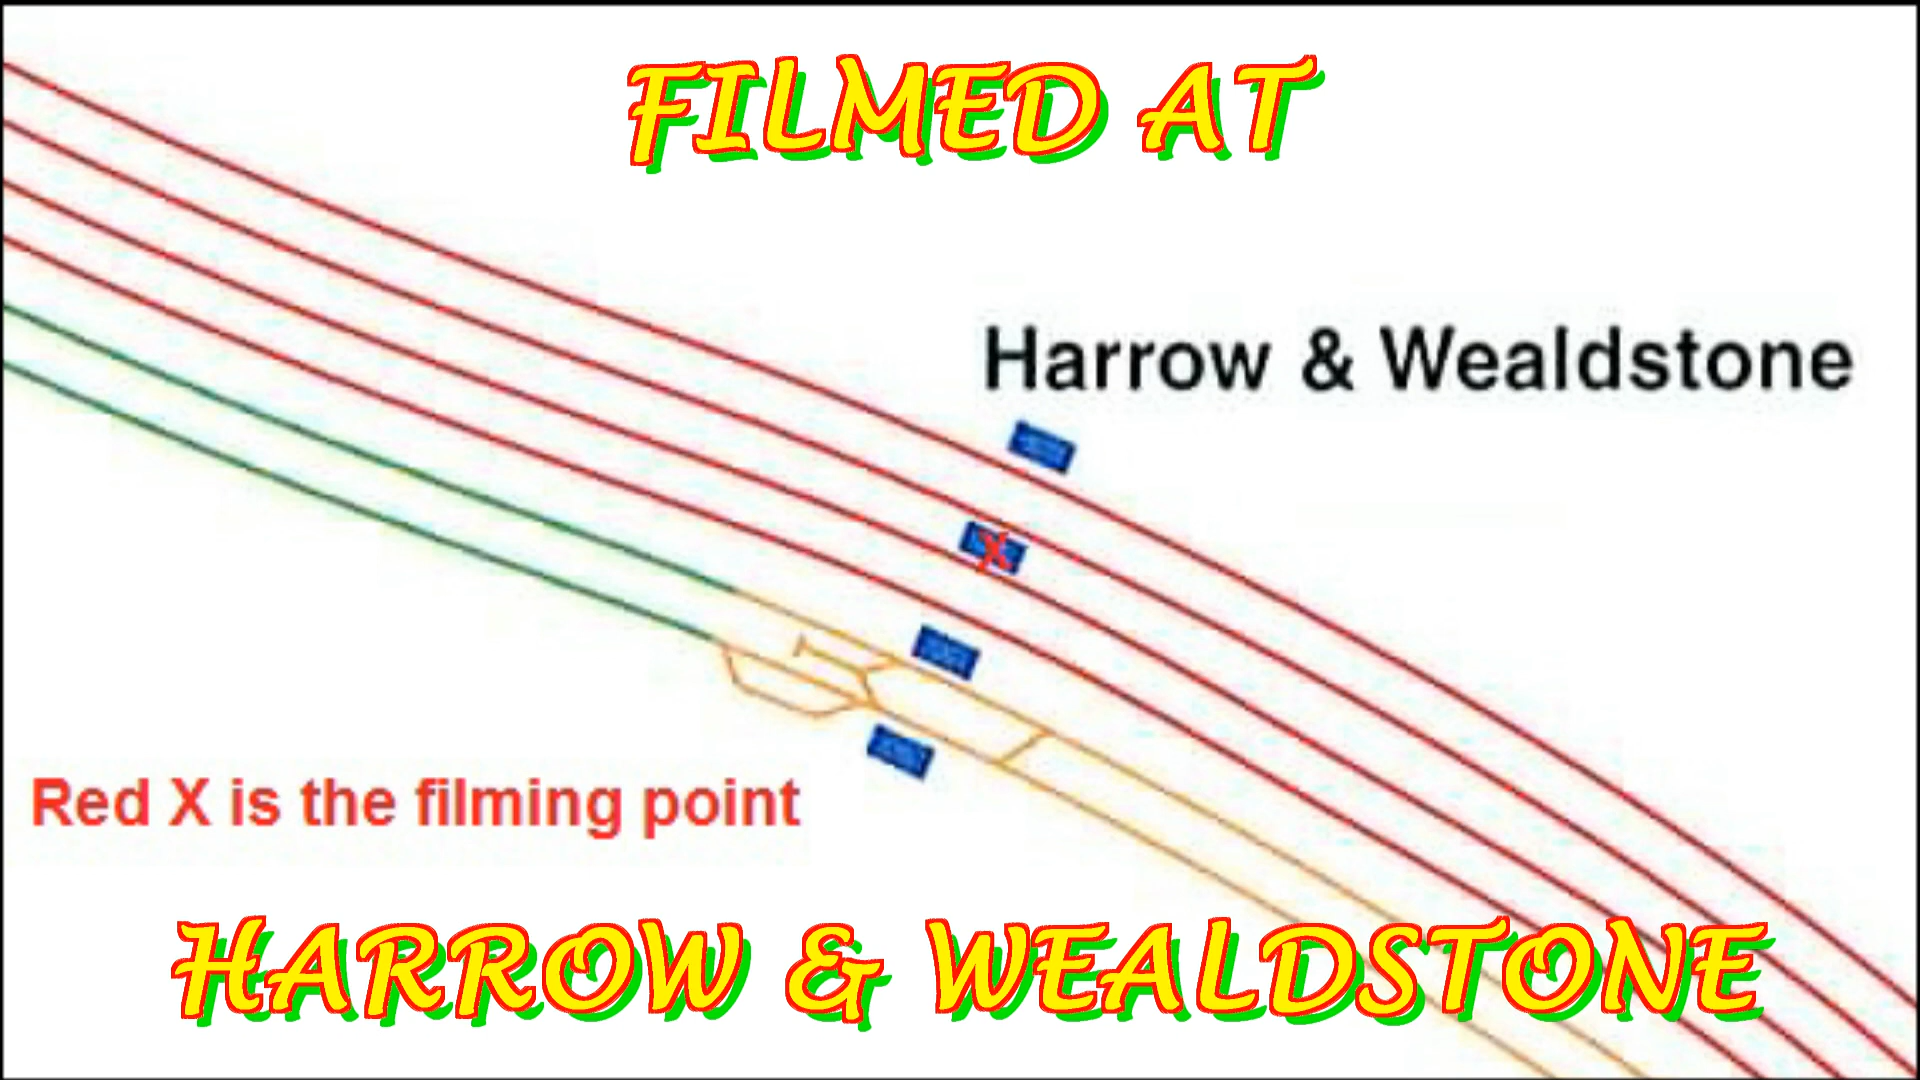 FILMED AT
Harrow & Wealdstone
X
Red X is the filming point
HARROW & WEALDSTONE